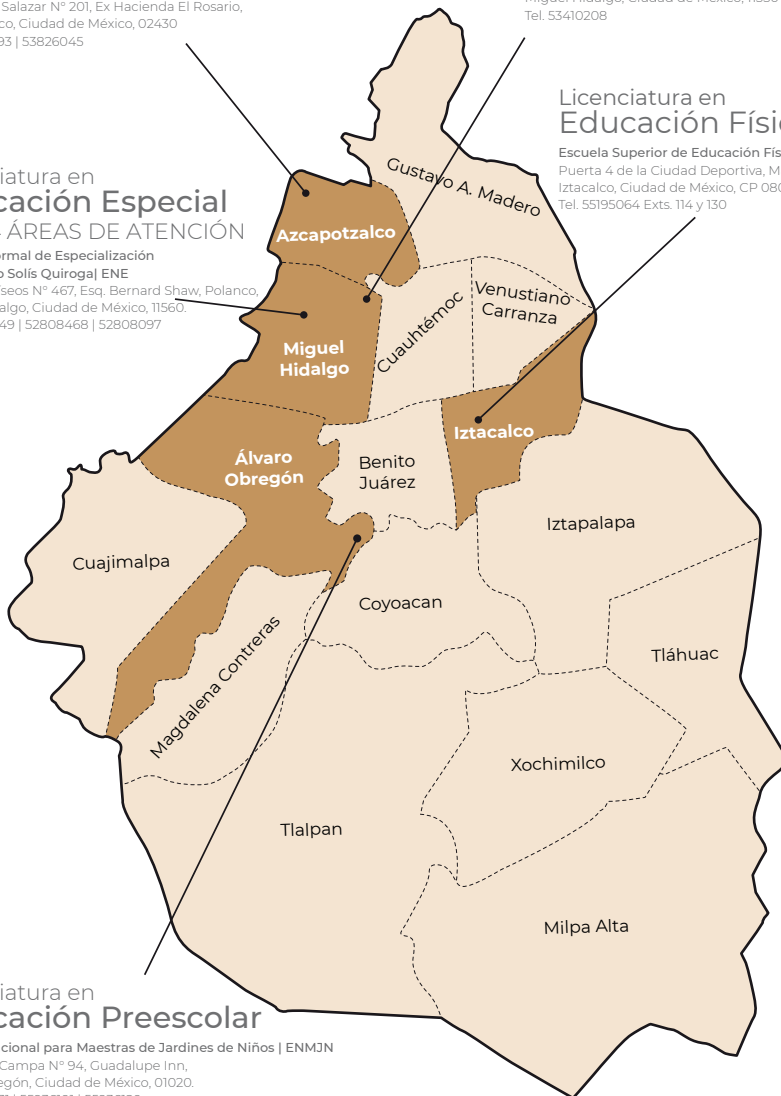 Salazar N° 201, Ex Hacienda El Rosario,
co, Ciudad de México, 02430
93 | 53826045
Tel. 53410208
Licenciatura en
Educación Físi
Escuela Superior de Educación Fís
Puerta 4 de la Ciudad Deportiva, M
Iztacalco, Ciudad de México, CP 080
Tel. 55195064 Exts. 114 y 130
iatura en
cación Especial
ÁREAS DE ATENCIÓN
ormal de Especialización
o Solís Quiroga| ENE
íseos N° 467, Esq. Bernard Shaw, Polanco,
dalgo, Ciudad de México, 11560.
49 | 52808468 | 52808097
Gustavo A. Madero
Azcapotzalco
Venustiano
Carranza
Cuauhtémoc
Miguel
Hidalgo
Iztacalco
Álvaro
Obregón
Benito
Juárez
Iztapalapa
Cuajimalpa
Coyoacan
Magdalena Contreras
Tláhuac
Xochimilco
Tlalpan
Milpa Alta
iatura en
cación Preescolar
cional para Maestras de Jardines de Niños | ENMJN
Campa N° 94, Guadalupe Inn,
egón, Ciudad de México, 01020.